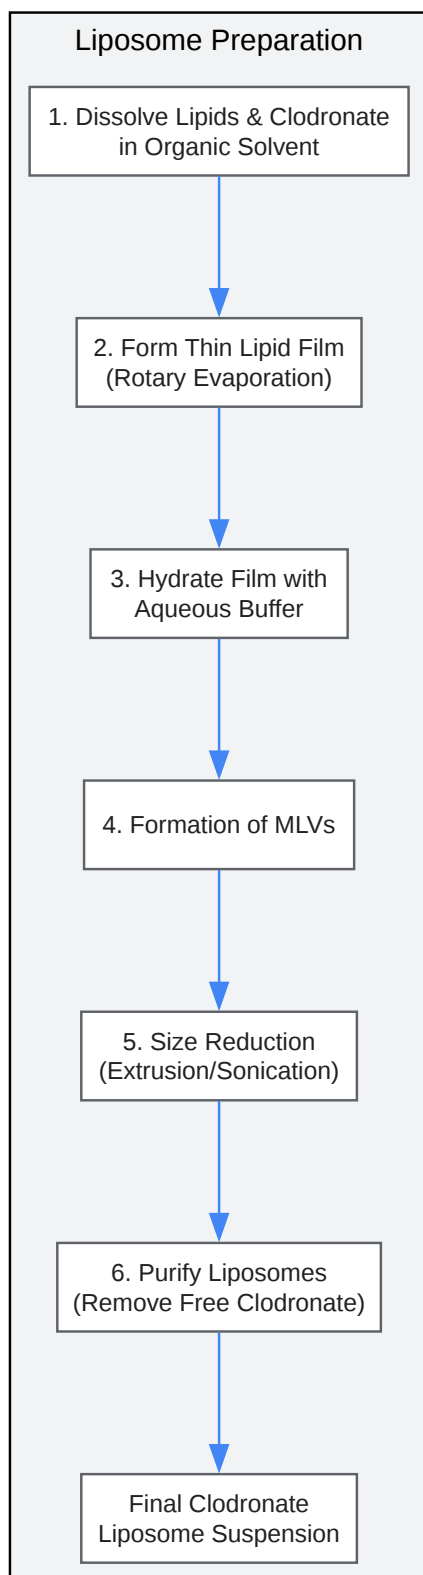 Liposome Preparation
1. Dissolve Lipids & Clodronate
in Organic Solvent
2. Form Thin Lipid Film
(Rotary Evaporation)
3. Hydrate Film with
Aqueous Buffer
4. Formation of MLVs
5. Size Reduction
(Extrusion/Sonication)
6. Purify Liposomes
(Remove Free Clodronate)
Final Clodronate
Liposome Suspension